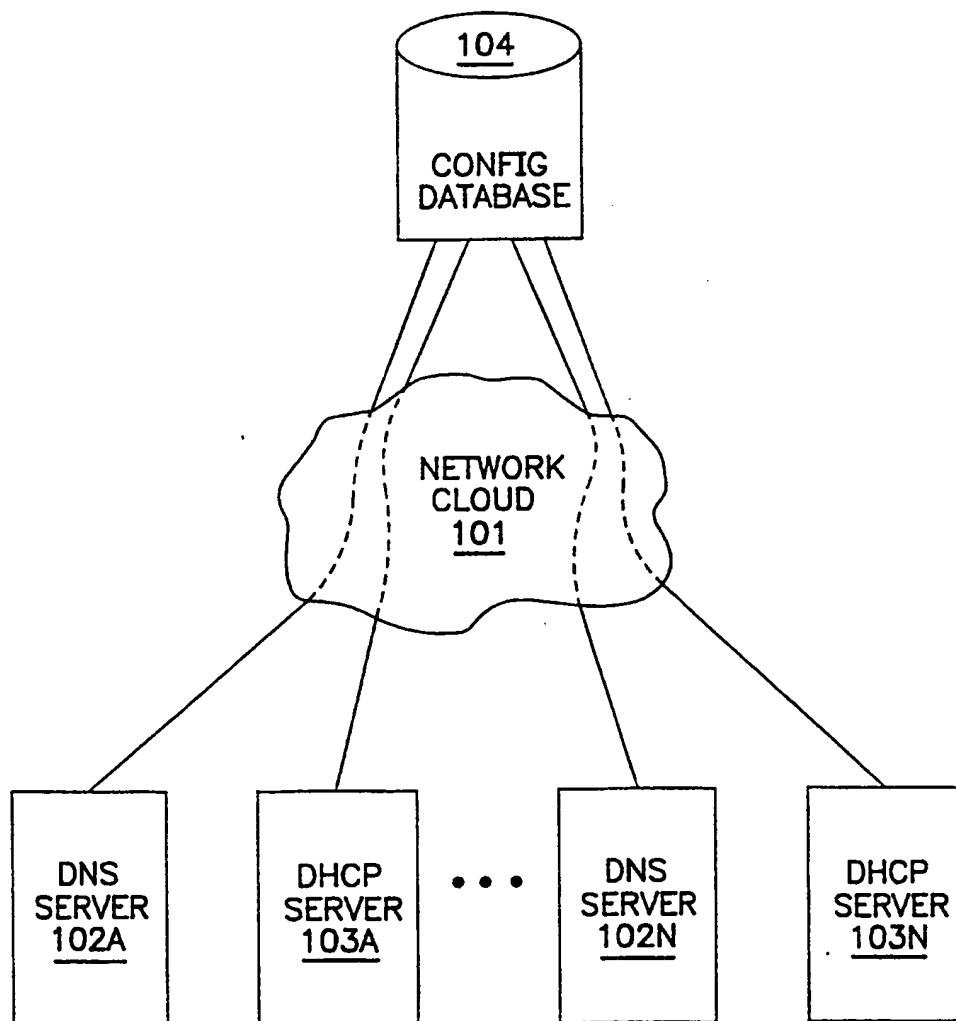 104
CONFIG
DATABASE
NETWORK
CLOUD
101
DNS
SERVER
102A
DHCP
SERVER
103A
• • •
DNS
SERVER
102N
DHCP
SERVER
103N